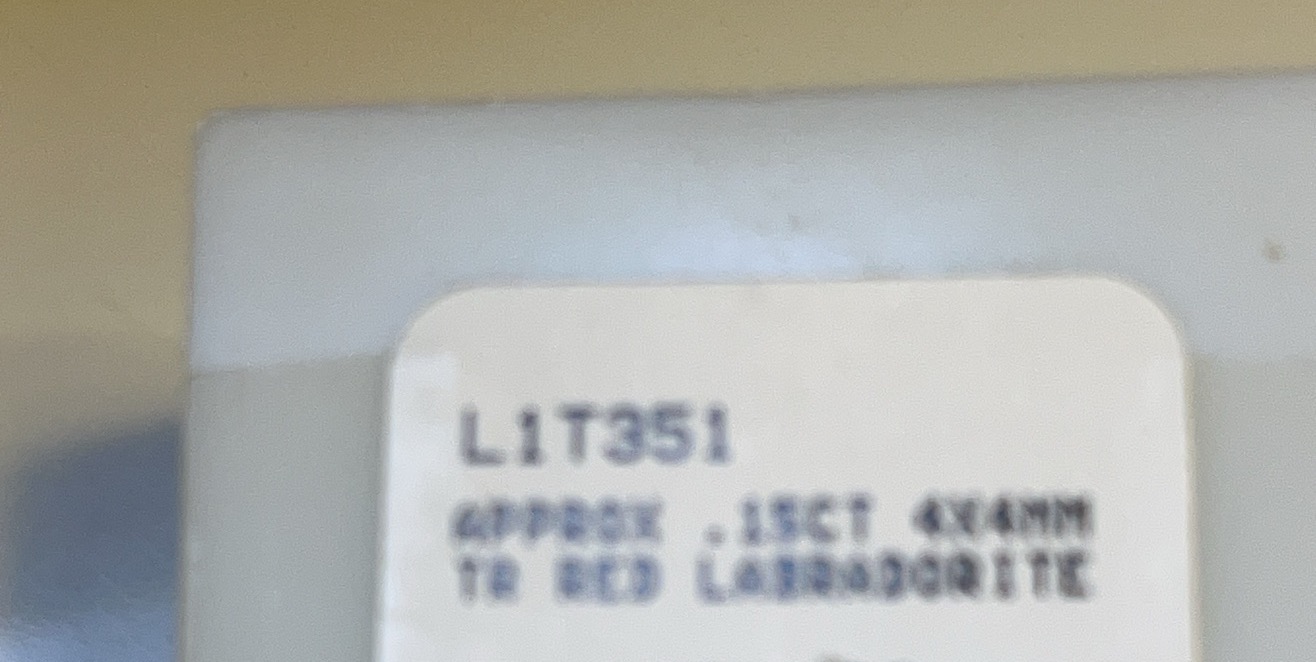 L1T351
APPROX .15CT 4X4MM
TR RED LABRADORITE